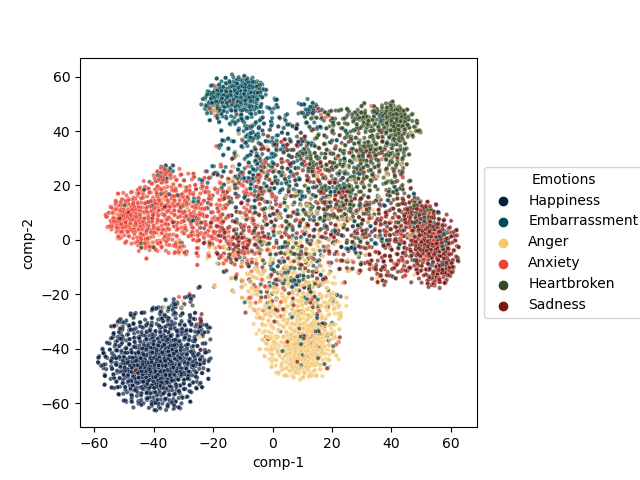 60
40
20
0
−20
−40
−60
comp-2
−60 −40 −20 0 20 40 60
comp-1
Emotions
Happiness
Embarrassment
Anger
Anxiety
Heartbroken
Sadness